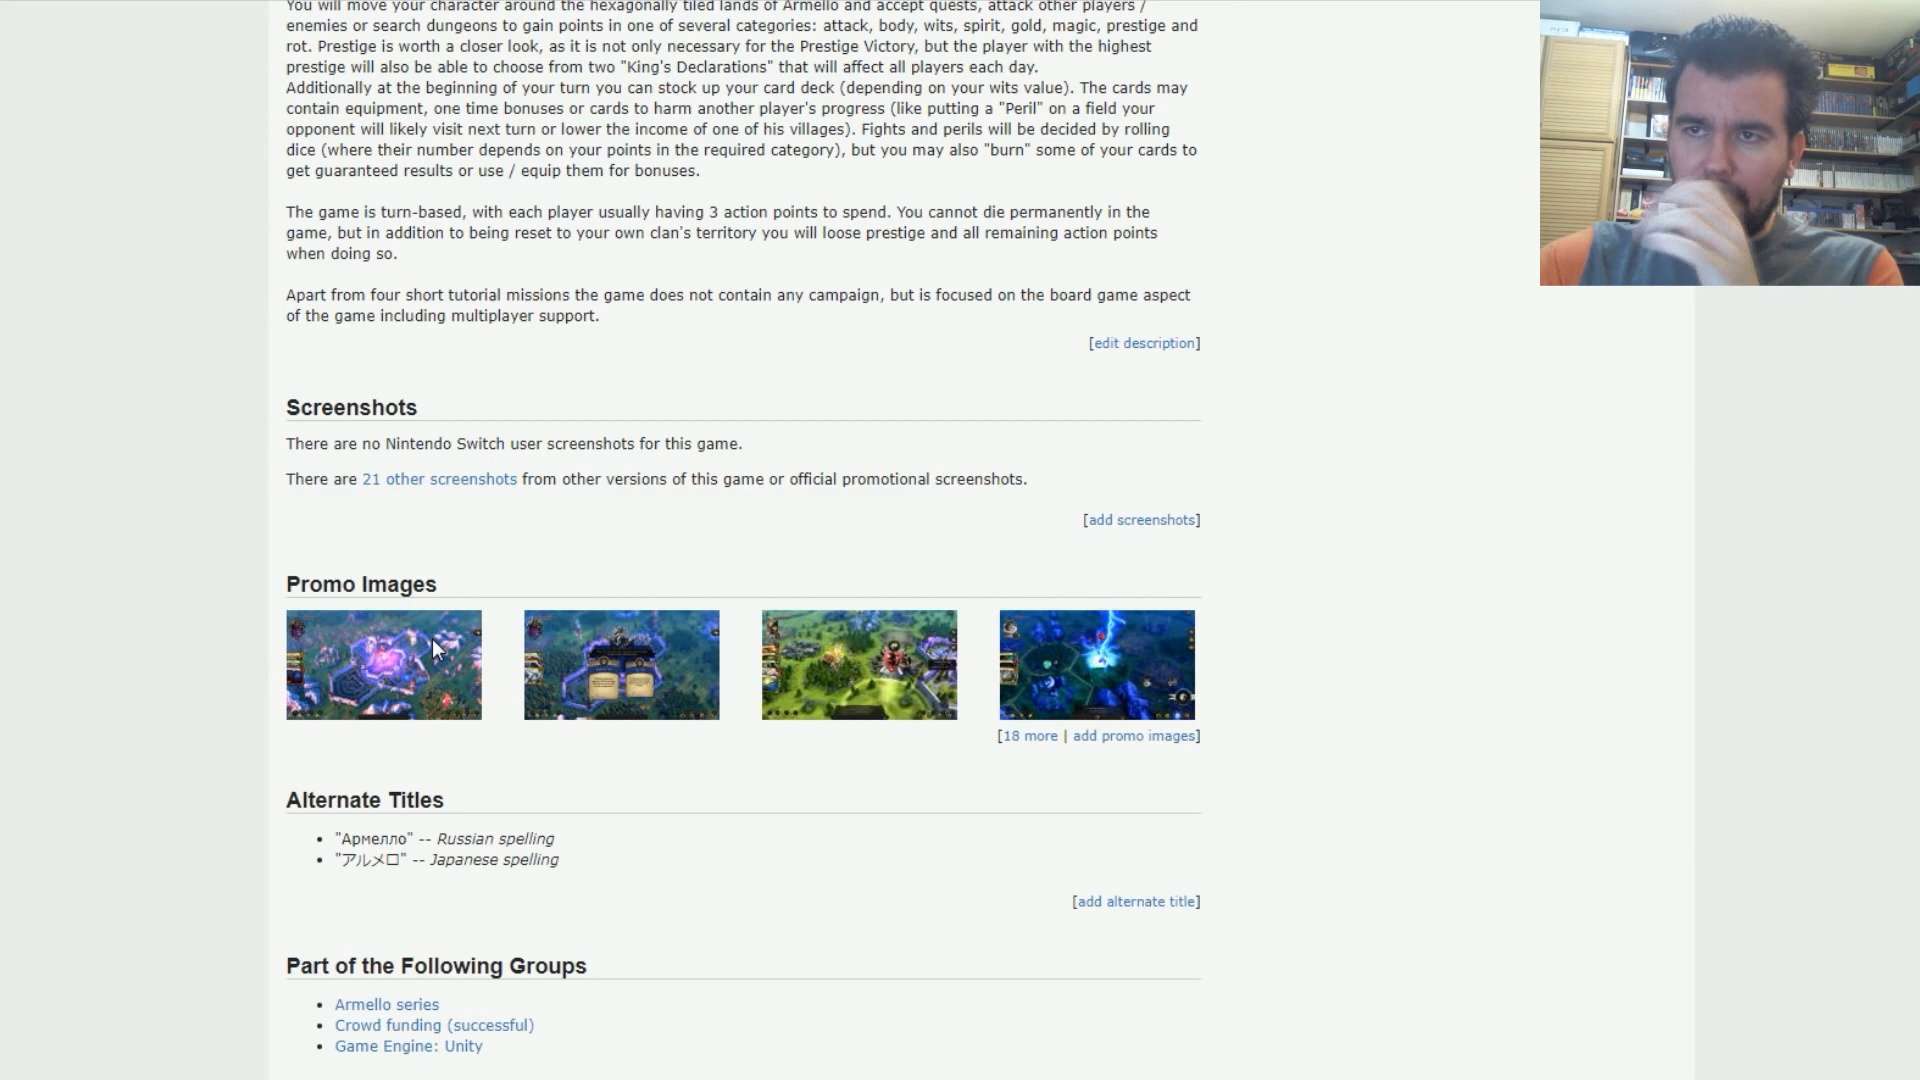 You will move your character around the hexagonally tiled lands of Armello and accept quests, attack other players /
enemies or search dungeons to gain points in one of several categories: attack, body, wits, spirit, gold, magic, prestige and
rot. Prestige is worth a closer look, as it is not only necessary for the Prestige Victory, but the player with the highest
prestige will also be able to choose from two "King's Declarations" that will affect all players each day.
Additionally at the beginning of your turn you can stock up your card deck (depending on your wits value). The cards may
contain equipment, one time bonuses or cards to harm another player's progress (like putting a "Peril" on a field your
opponent will likely visit next turn or lower the income of one of his villages). Fights and perils will be decided by rolling
dice (where their number depends on your points in the required category), but you may also "burn" some of your cards to
get guaranteed results or use / equip them for bonuses.
The game is turn-based, with each player usually having 3 action points to spend. You cannot die permanently in the
game, but in addition to being reset to your own clan's territory you will loose prestige and all remaining action points
when doing so.
Apart from four short tutorial missions the game does not contain any campaign, but is focused on the board game aspect
of the game including multiplayer support.
[edit description]
Screenshots
There are no Nintendo Switch user screenshots for this game.
There are 21 other screenshots from other versions of this game or official promotional screenshots.
[add screenshots]
Promo Images
[18 more | add promo images]
Alternate Titles
• "Армелло" -- Russian spelling
• "アルメロ" -- Japanese spelling
[add alternate title]
Part of the Following Groups
• Armello series
• Crowd funding (successful)
• Game Engine: Unity